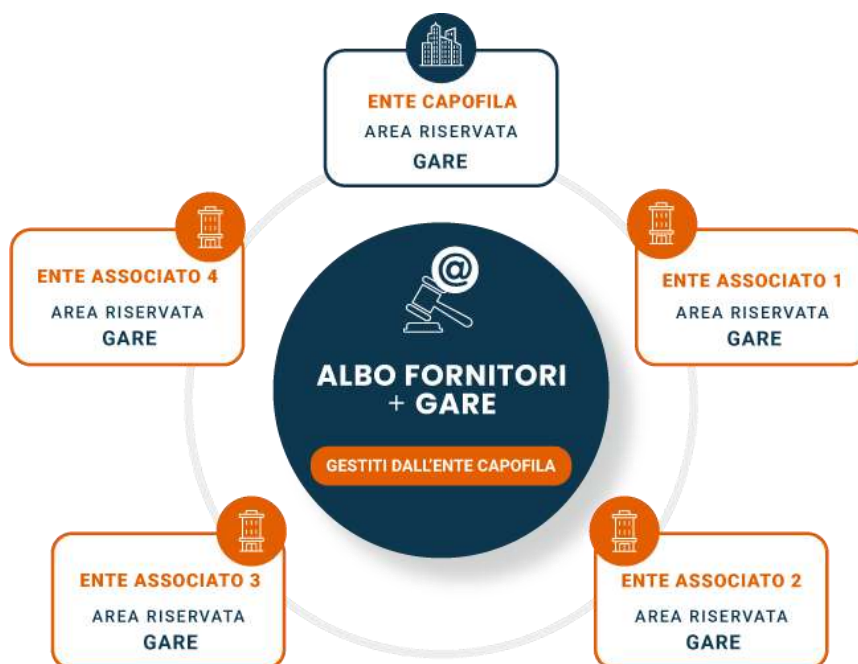 ENTE CAPOFILA
AREA RISERVATA
GARE
ENTE ASSOCIATO 4
AREA RISERVATA
GARE
ENTE ASSOCIATO 1
AREA RISERVATA
GARE
@
ALBO FORNITORI
+ GARE
GESTITI DALL'ENTE CAPOFILA
ENTE ASSOCIATO 3
AREA RISERVATA
GARE
ENTE ASSOCIATO 2
AREA RISERVATA
GARE